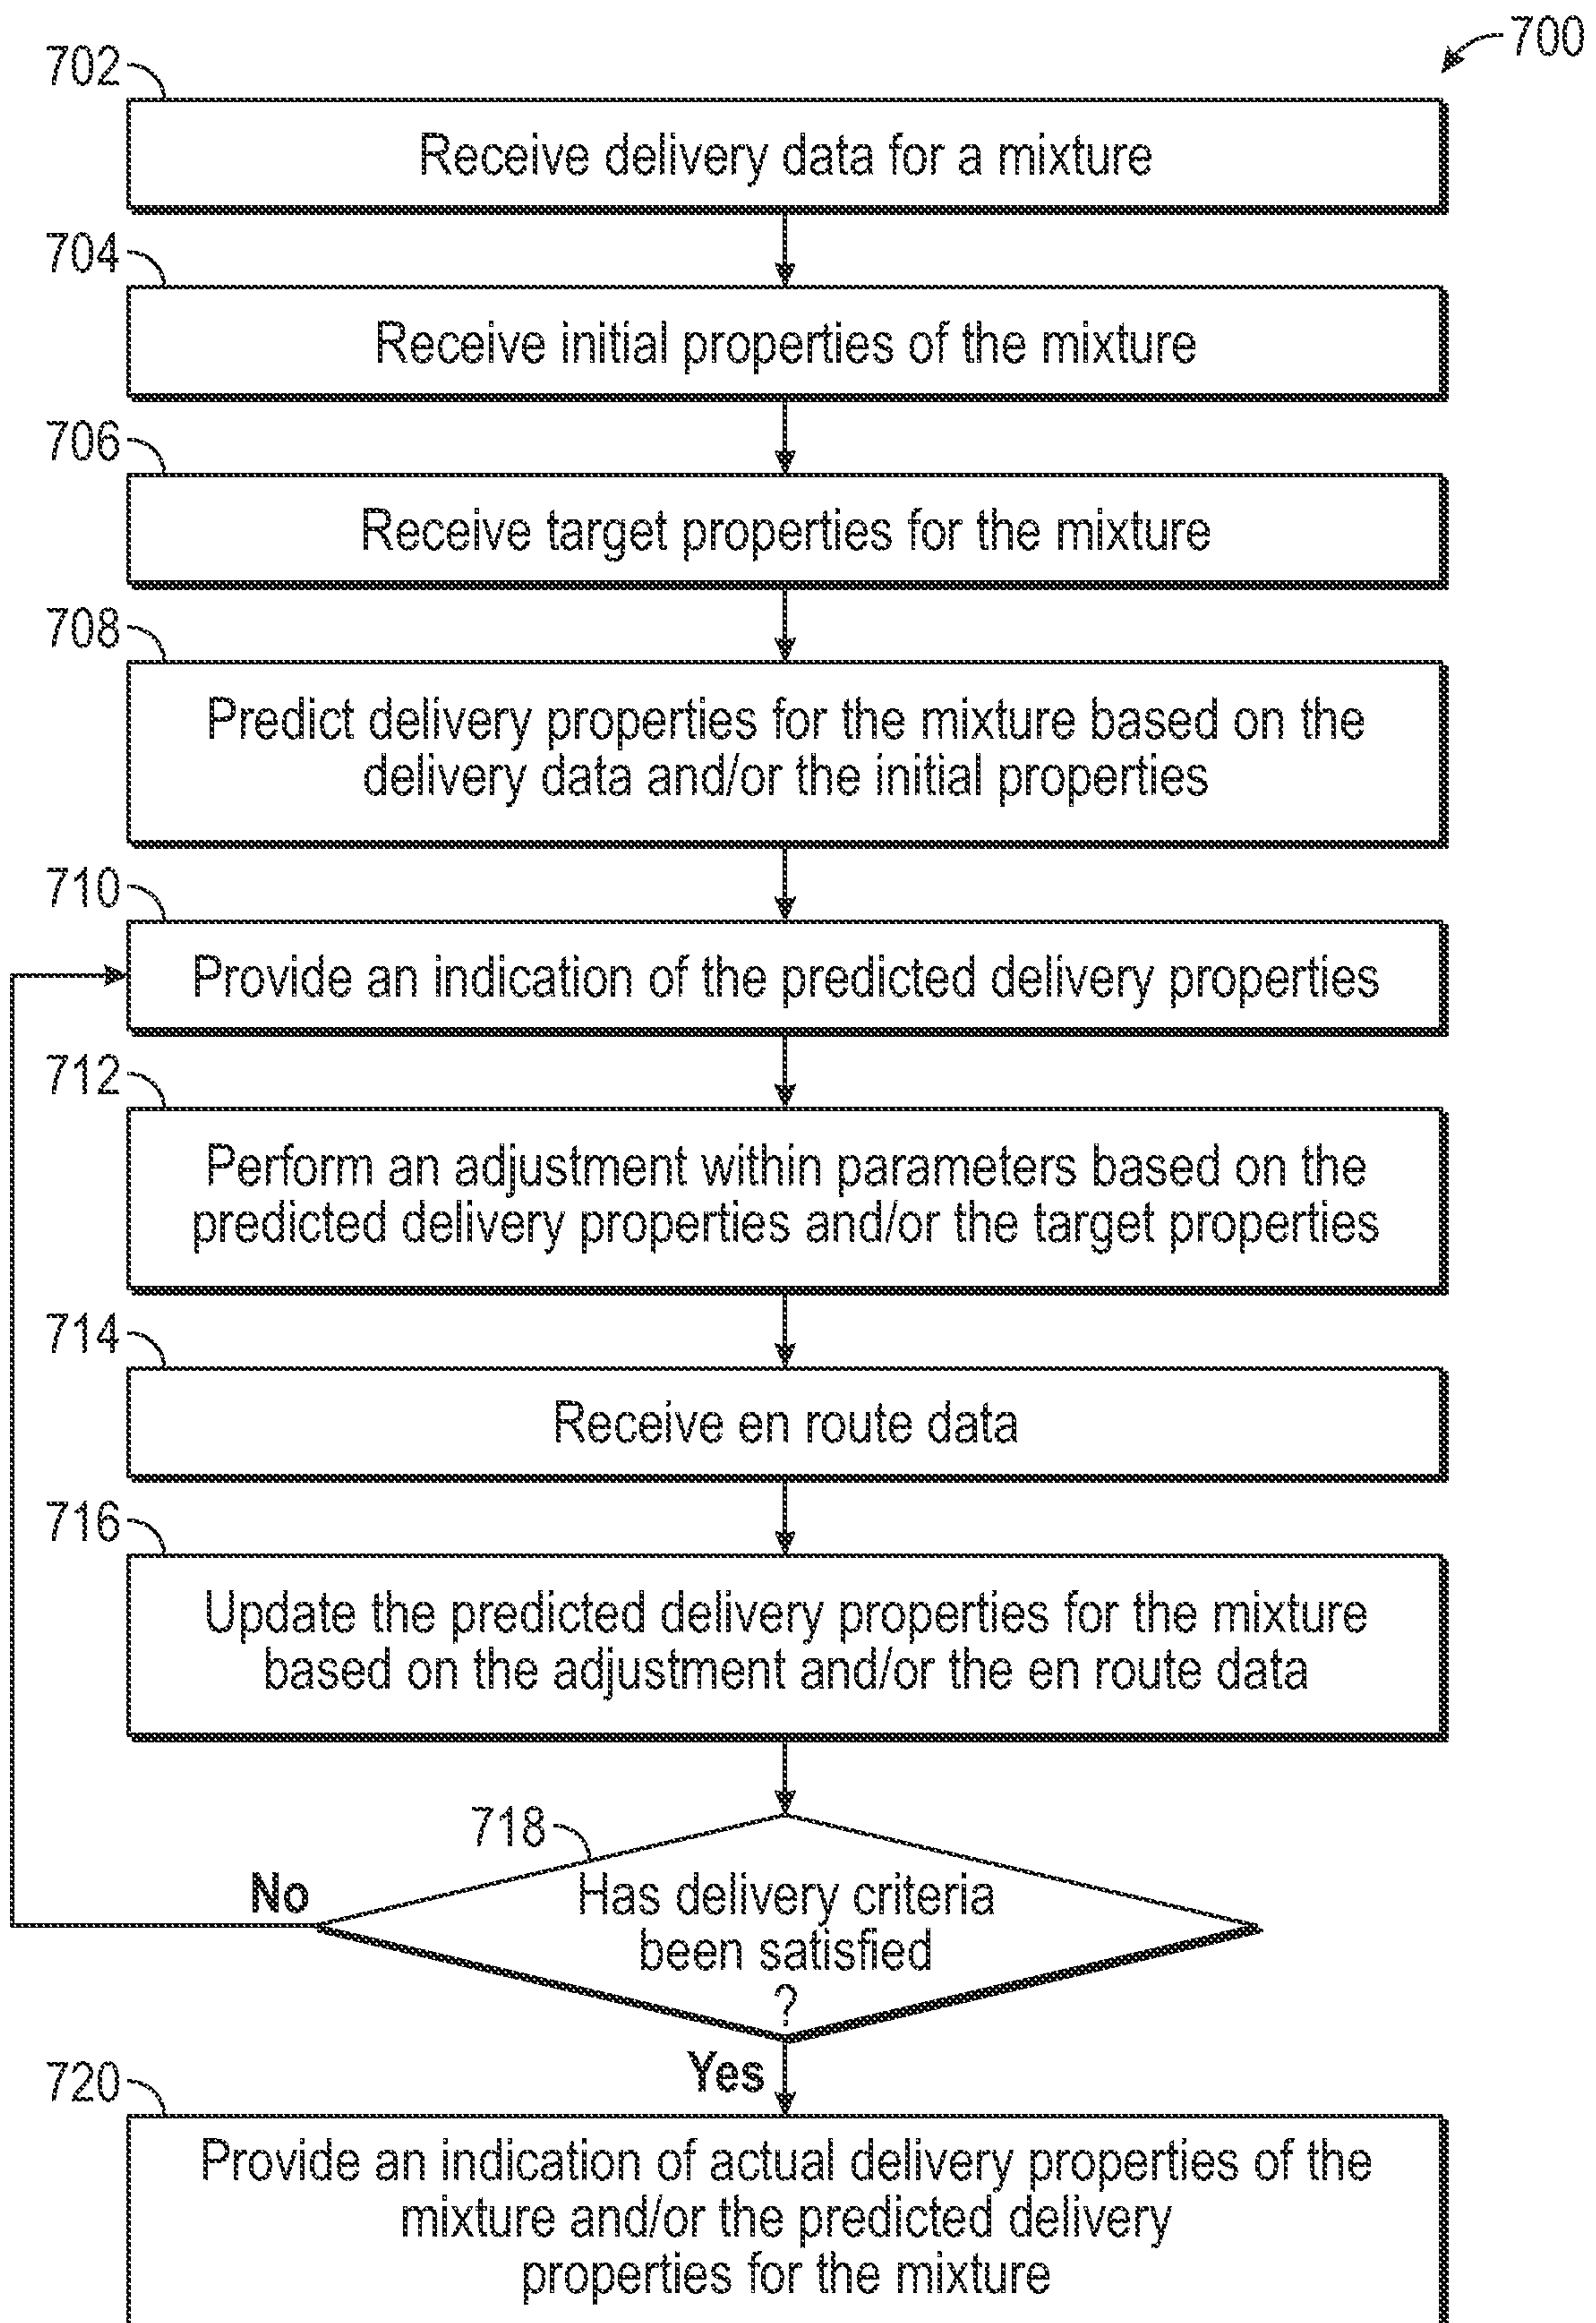 700
702
Receive delivery data for a mixture
704
Receive initial properties of the mixture
706
Receive target properties for the mixture
708
Predict delivery properties for the mixture based on the
delivery data and/or the initial properties
710
Provide an indication of the predicted delivery properties
712
Perform an adjustment within parameters based on the
predicted delivery properties and/or the target properties
714
Receive en route data
716
Update the predicted delivery properties for the mixture
based on the adjustment and/or the en route data
718
No
Has delivery criteria
been satisfied
?
Yes
720
Provide an indication of actual delivery properties of the
mixture and/or the predicted delivery
properties for the mixture